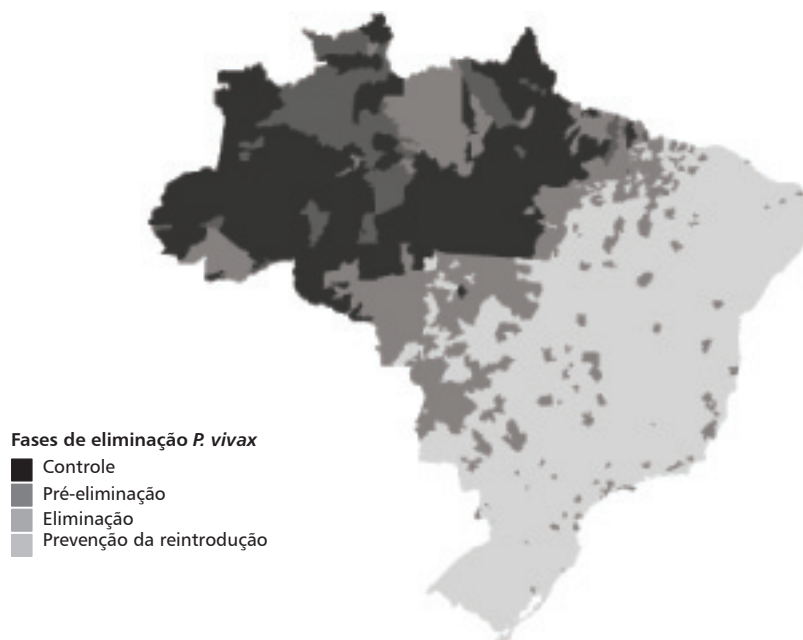 Fases de eliminação P. vivax
Controle
Pré-eliminação
Eliminação
Prevenção da reintrodução